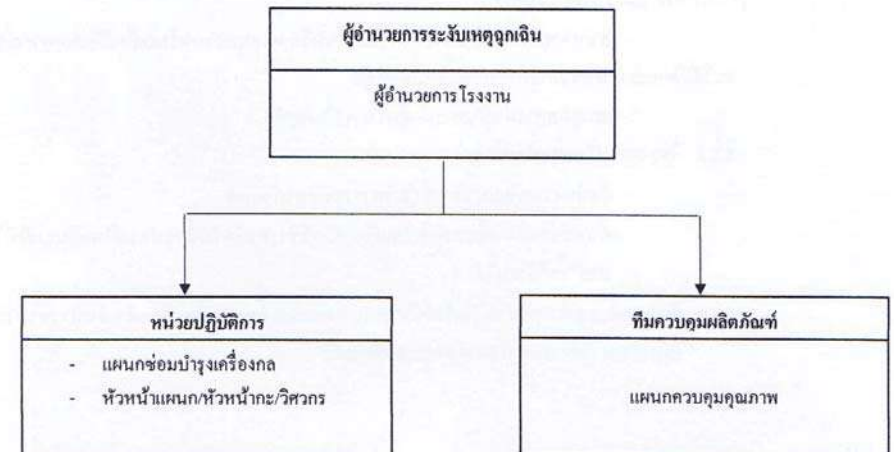 ผู้อำนวยการระงับเหตุฉุกเฉิน
ผู้อำนวยการโรงงาน
หน่วยปฏิบัติการ
- แผนกซ่อมบำรุงเครื่องกล
- หัวหน้าแผนก/หัวหน้ากะ/วิศวกร
ทีมควบคุมผลิตภัณฑ์
แผนกควบคุมคุณภาพ